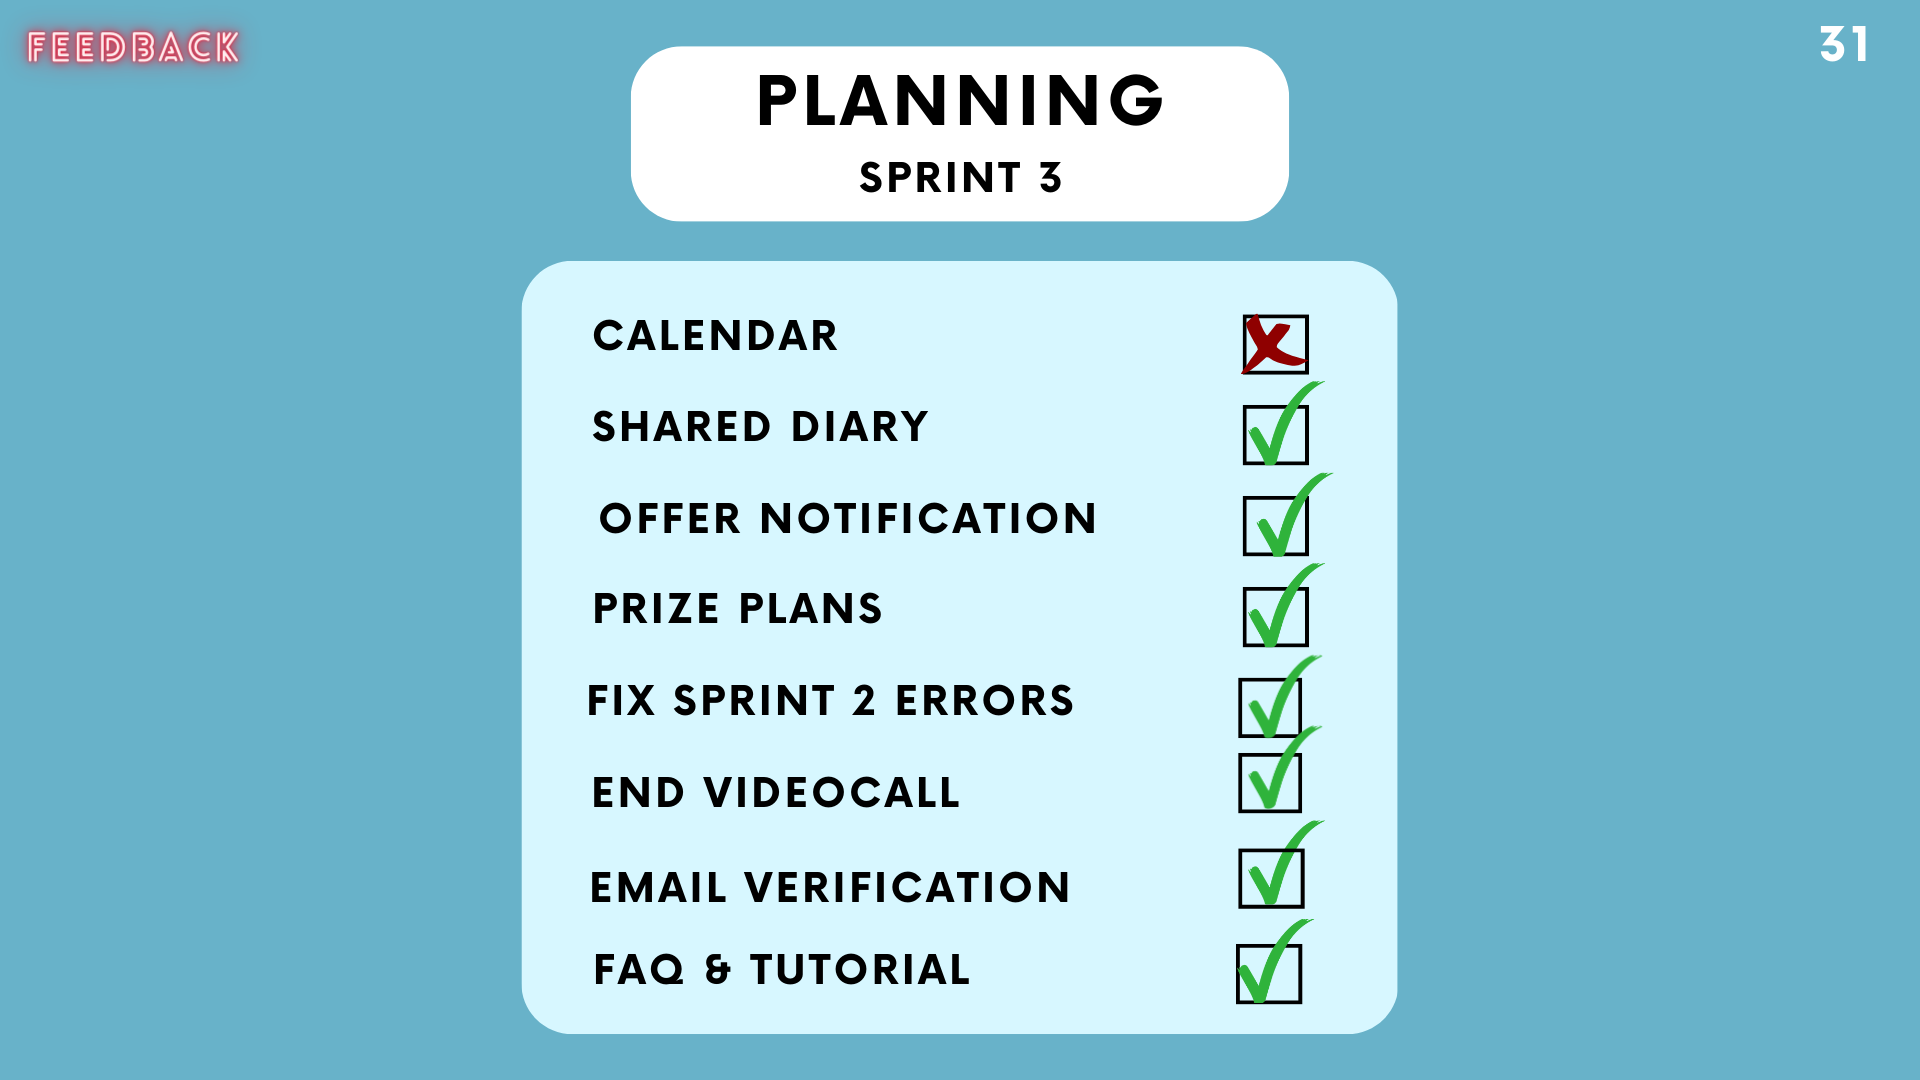 FEEDBACK
31
PLANNING
SPRINT 3
CALENDAR
SHARED DIARY
OFFER NOTIFICATION
PRIZE PLANS
FIX SPRINT 2 ERRORS
END VIDEOCALL
EMAIL VERIFICATION
FAQ & TUTORIAL